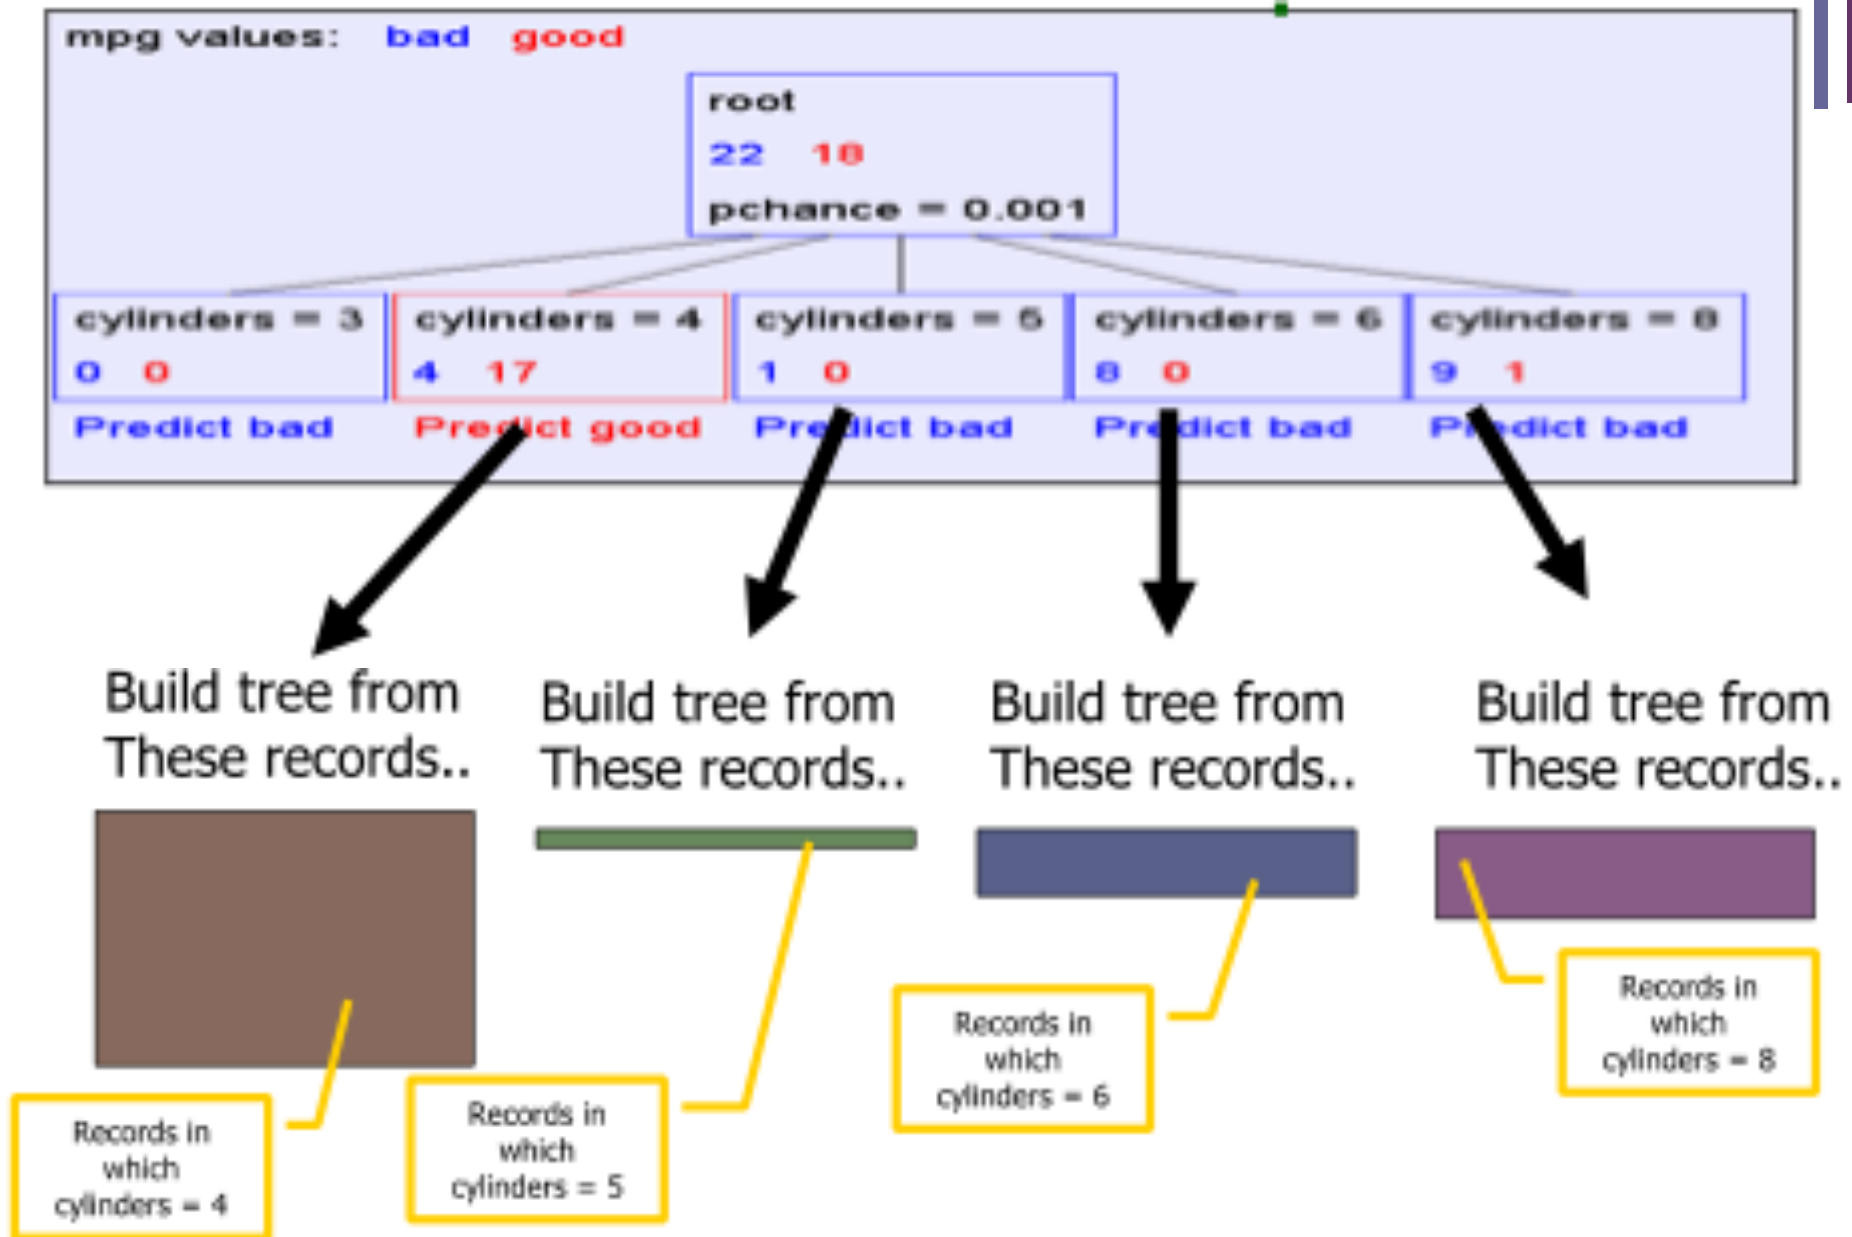 mpg values: bad good
root
22 18
pchance = 0.001
cylinders = 3
0 0
Predict bad
cylinders = 4
4 17
Predict good
cylinders = 5
1 0
Predict bad
cylinders = 6
8 0
Predict bad
cylinders = 8
9 1
Predict bad
Build tree from
These records..
Build tree from
These records..
Build tree from
These records..
Build tree from
These records..
Records in
which
cylinders = 4
Records in
which
cylinders = 5
Records in
which
cylinders = 6
Records in
which
cylinders = 8